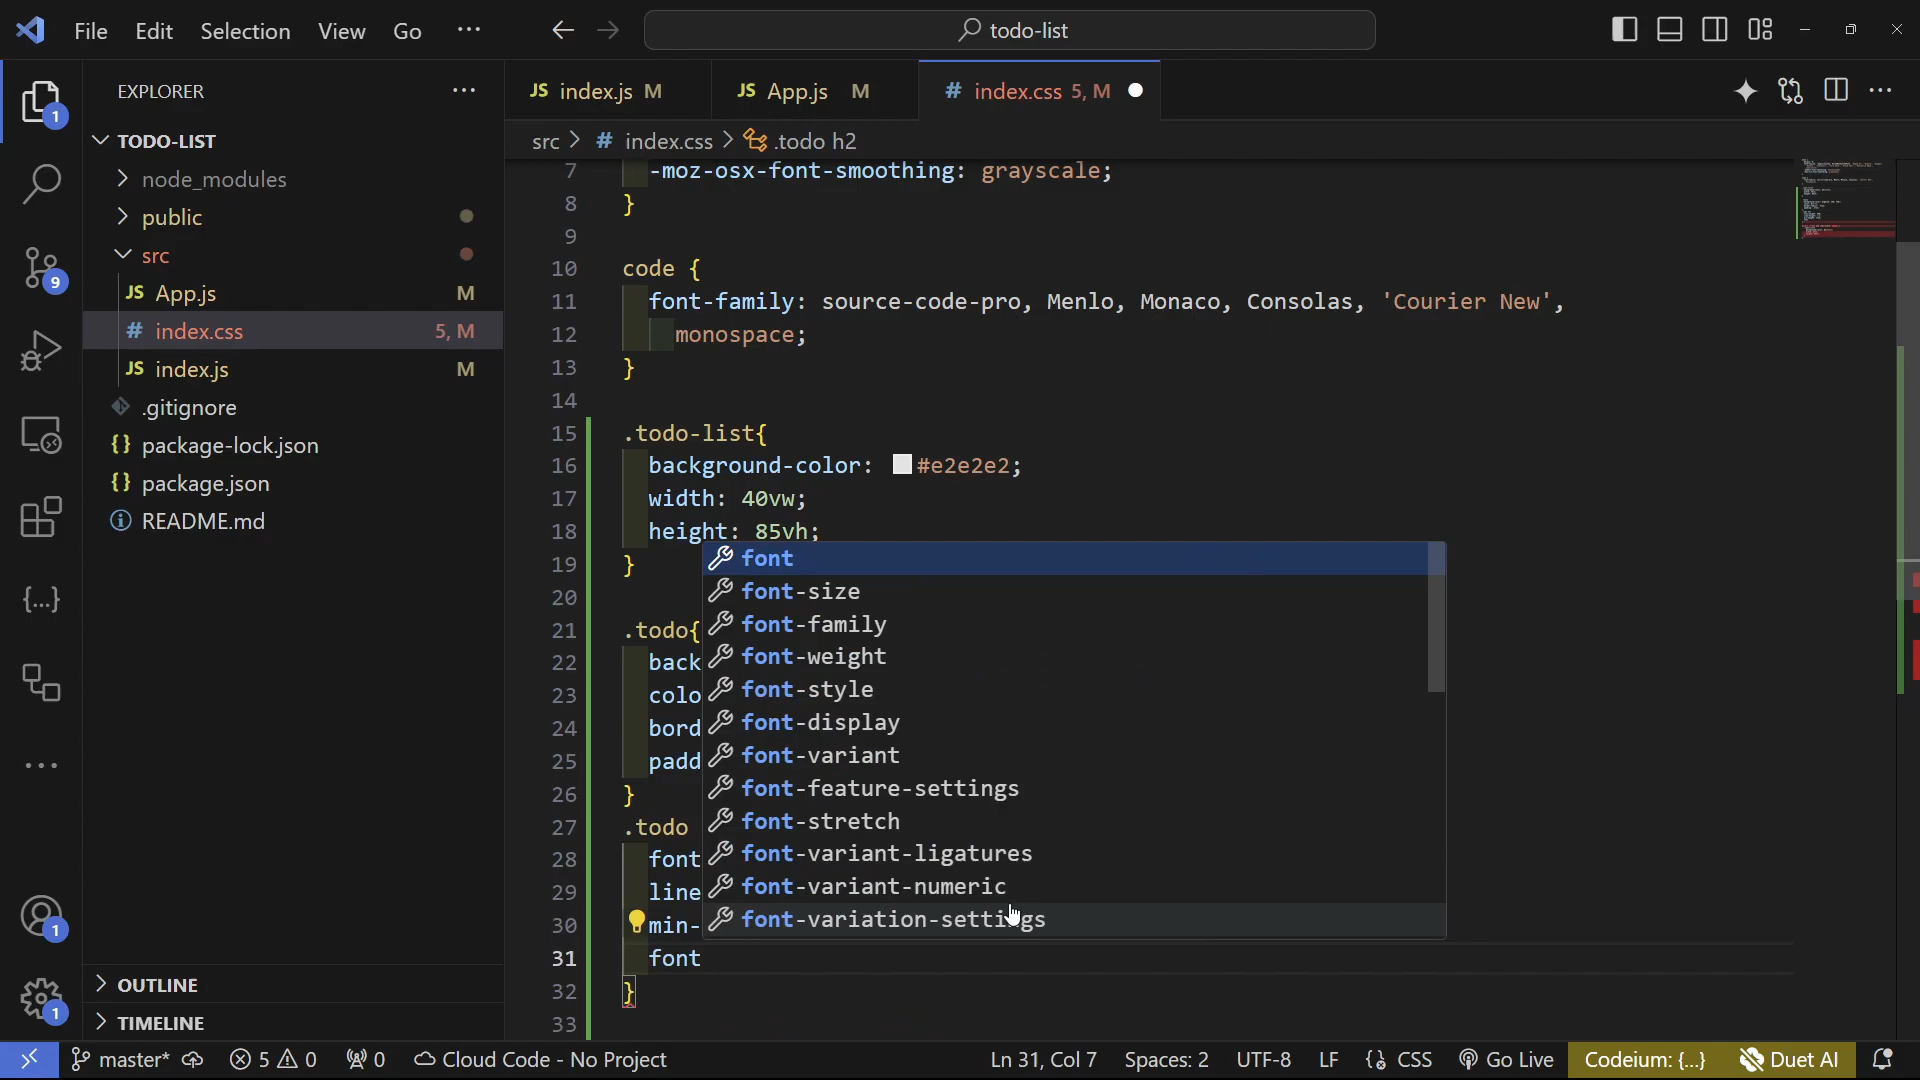 File Edit Selection View Go ···
todo-list
EXPLORER
TODO-LIST
node_modules
public
src
JS App.js M
# index.css 5, M
JS index.js M
.gitignore
{} package-lock.json
{} package.json
README.md
OUTLINE
TIMELINE
1
9
1
1
JS index.js M
JS App.js M
# index.css 5, M
src > # index.css > .todo h2
7 -moz-osx-font-smoothing: grayscale;
8 }
9
10 code {
11 font-family: source-code-pro, Menlo, Monaco, Consolas, 'Courier New',
12 monospace;
13 }
14
15 .todo-list{
16 background-color: #e2e2e2;
17 width: 40vw;
18 height: 85vh;
19 }
20
21 .todo{
22 back
23 colo
24 bord
25 padd
26 }
27 .todo
28 font
29 line
30 min-
31 font
32 }
33
font
font-size
font-family
font-weight
font-style
font-display
font-variant
font-feature-settings
font-stretch
font-variant-ligatures
font-variant-numeric
font-variation-settings
master* 5 0 0 Cloud Code - No Project Ln 31, Col 7 Spaces: 2 UTF-8 LF {} CSS Go Live Codeium: {...} Duet AI